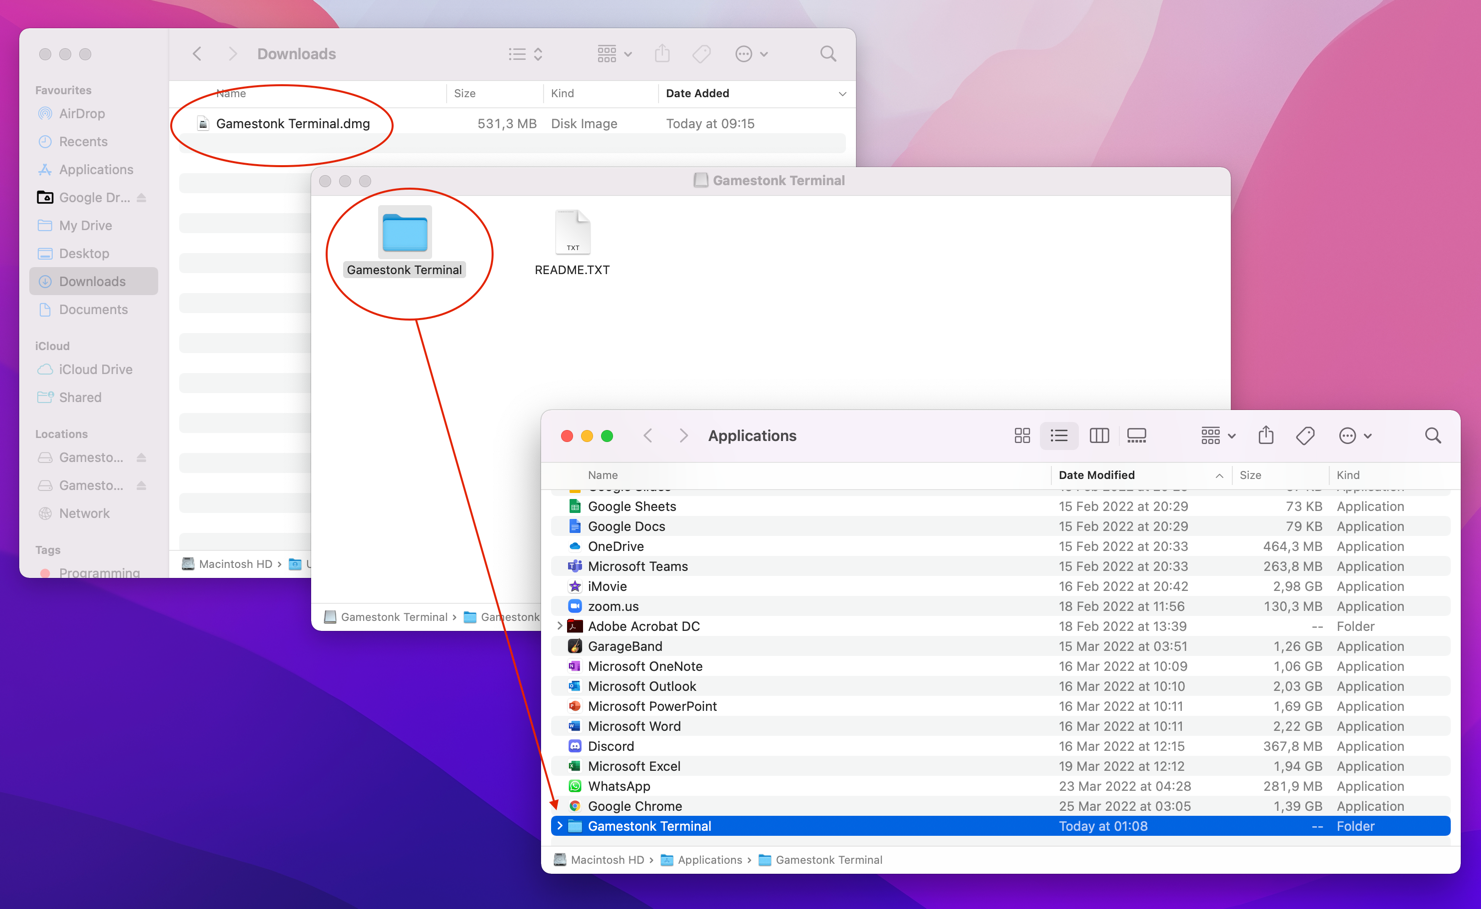 Downloads
Favourites
AirDrop
Recents
Applications
Google Dr...
My Drive
Desktop
Downloads
Documents
iCloud
iCloud Drive
Shared
Locations
Gamesto...
Gamesto...
Network
Tags
Programming
Name Size Kind Date Added
Gamestonk Terminal.dmg 531,3 MB Disk Image Today at 09:15
Macintosh HD ›
Gamestonk Terminal
Gamestonk Terminal
TXT
README.TXT
Gamestonk Terminal › Gamestonk
Applications
Name Date Modified Size Kind
Google Sheets 15 Feb 2022 at 20:29 73 KB Application
Google Docs 15 Feb 2022 at 20:29 79 KB Application
OneDrive 15 Feb 2022 at 20:33 464,3 MB Application
Microsoft Teams 15 Feb 2022 at 20:33 263,8 MB Application
iMovie 16 Feb 2022 at 20:42 2,98 GB Application
zoom.us 18 Feb 2022 at 11:56 130,3 MB Application
Adobe Acrobat DC 18 Feb 2022 at 13:39 -- Folder
GarageBand 15 Mar 2022 at 03:51 1,26 GB Application
Microsoft OneNote 16 Mar 2022 at 10:09 1,06 GB Application
Microsoft Outlook 16 Mar 2022 at 10:10 2,03 GB Application
Microsoft PowerPoint 16 Mar 2022 at 10:11 1,69 GB Application
Microsoft Word 16 Mar 2022 at 10:11 2,22 GB Application
Discord 16 Mar 2022 at 12:15 367,8 MB Application
Microsoft Excel 19 Mar 2022 at 12:12 1,94 GB Application
WhatsApp 23 Mar 2022 at 04:28 281,9 MB Application
Google Chrome 25 Mar 2022 at 03:05 1,39 GB Application
Gamestonk Terminal Today at 01:08 -- Folder
Macintosh HD › Applications › Gamestonk Terminal